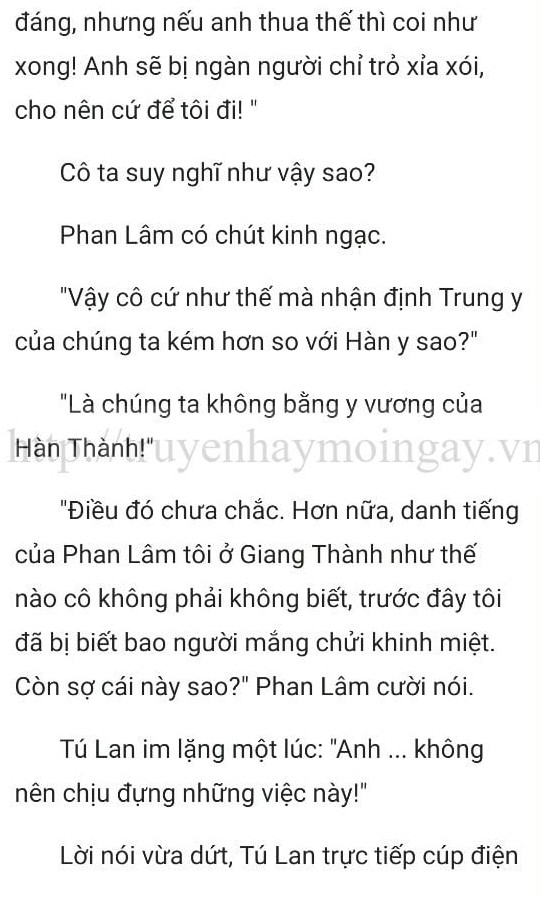 đáng, nhưng nếu anh thua thế thì coi như
xong! Anh sẽ bị ngàn người chỉ trỏ xỉa xói,
cho nên cứ để tôi đi! "
Cô ta suy nghĩ như vậy sao?
Phan Lâm có chút kinh ngạc.
"Vậy cô cứ như thế mà nhận định Trung y
của chúng ta kém hơn so với Hàn y sao?"
"Là chúng ta không bằng y vương của
Hàn Thành!"
http://truyenhaymoingay.vn
"Điều đó chưa chắc. Hơn nữa, danh tiếng
của Phan Lâm tôi ở Giang Thành như thế
nào cô không phải không biết, trước đây tôi
đã bị biết bao người mắng chửi khinh miệt.
Còn sợ cái này sao?" Phan Lâm cười nói.
Tú Lan im lặng một lúc: "Anh ... không
nên chịu đựng những việc này!"
Lời nói vừa dứt, Tú Lan trực tiếp cúp điện